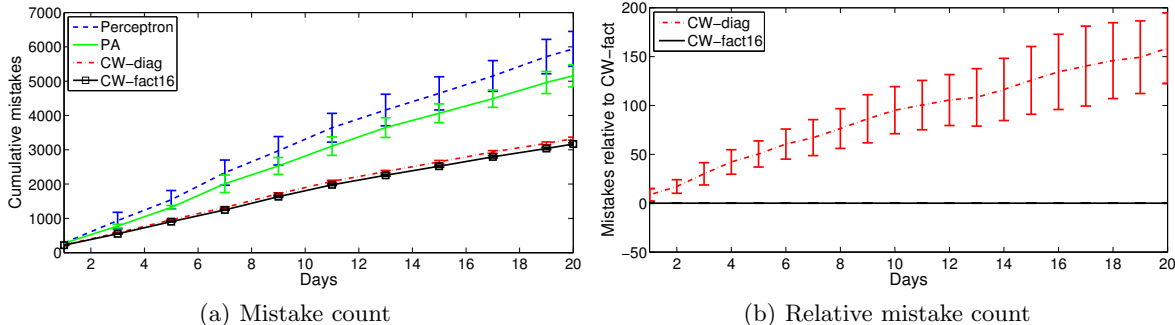 7000
6000
5000
4000
3000
2000
1000
0
Cumulative mistakes
Perceptron
PA
CW-diag
CW-fact16
2 4 6 8 10 12 14 16 18 20
Days
(a) Mistake count
200
150
100
50
0
−50
Mistakes relative to CW-fact
CW-diag
CW-fact16
2 4 6 8 10 12 14 16 18 20
Days
(b) Relative mistake count